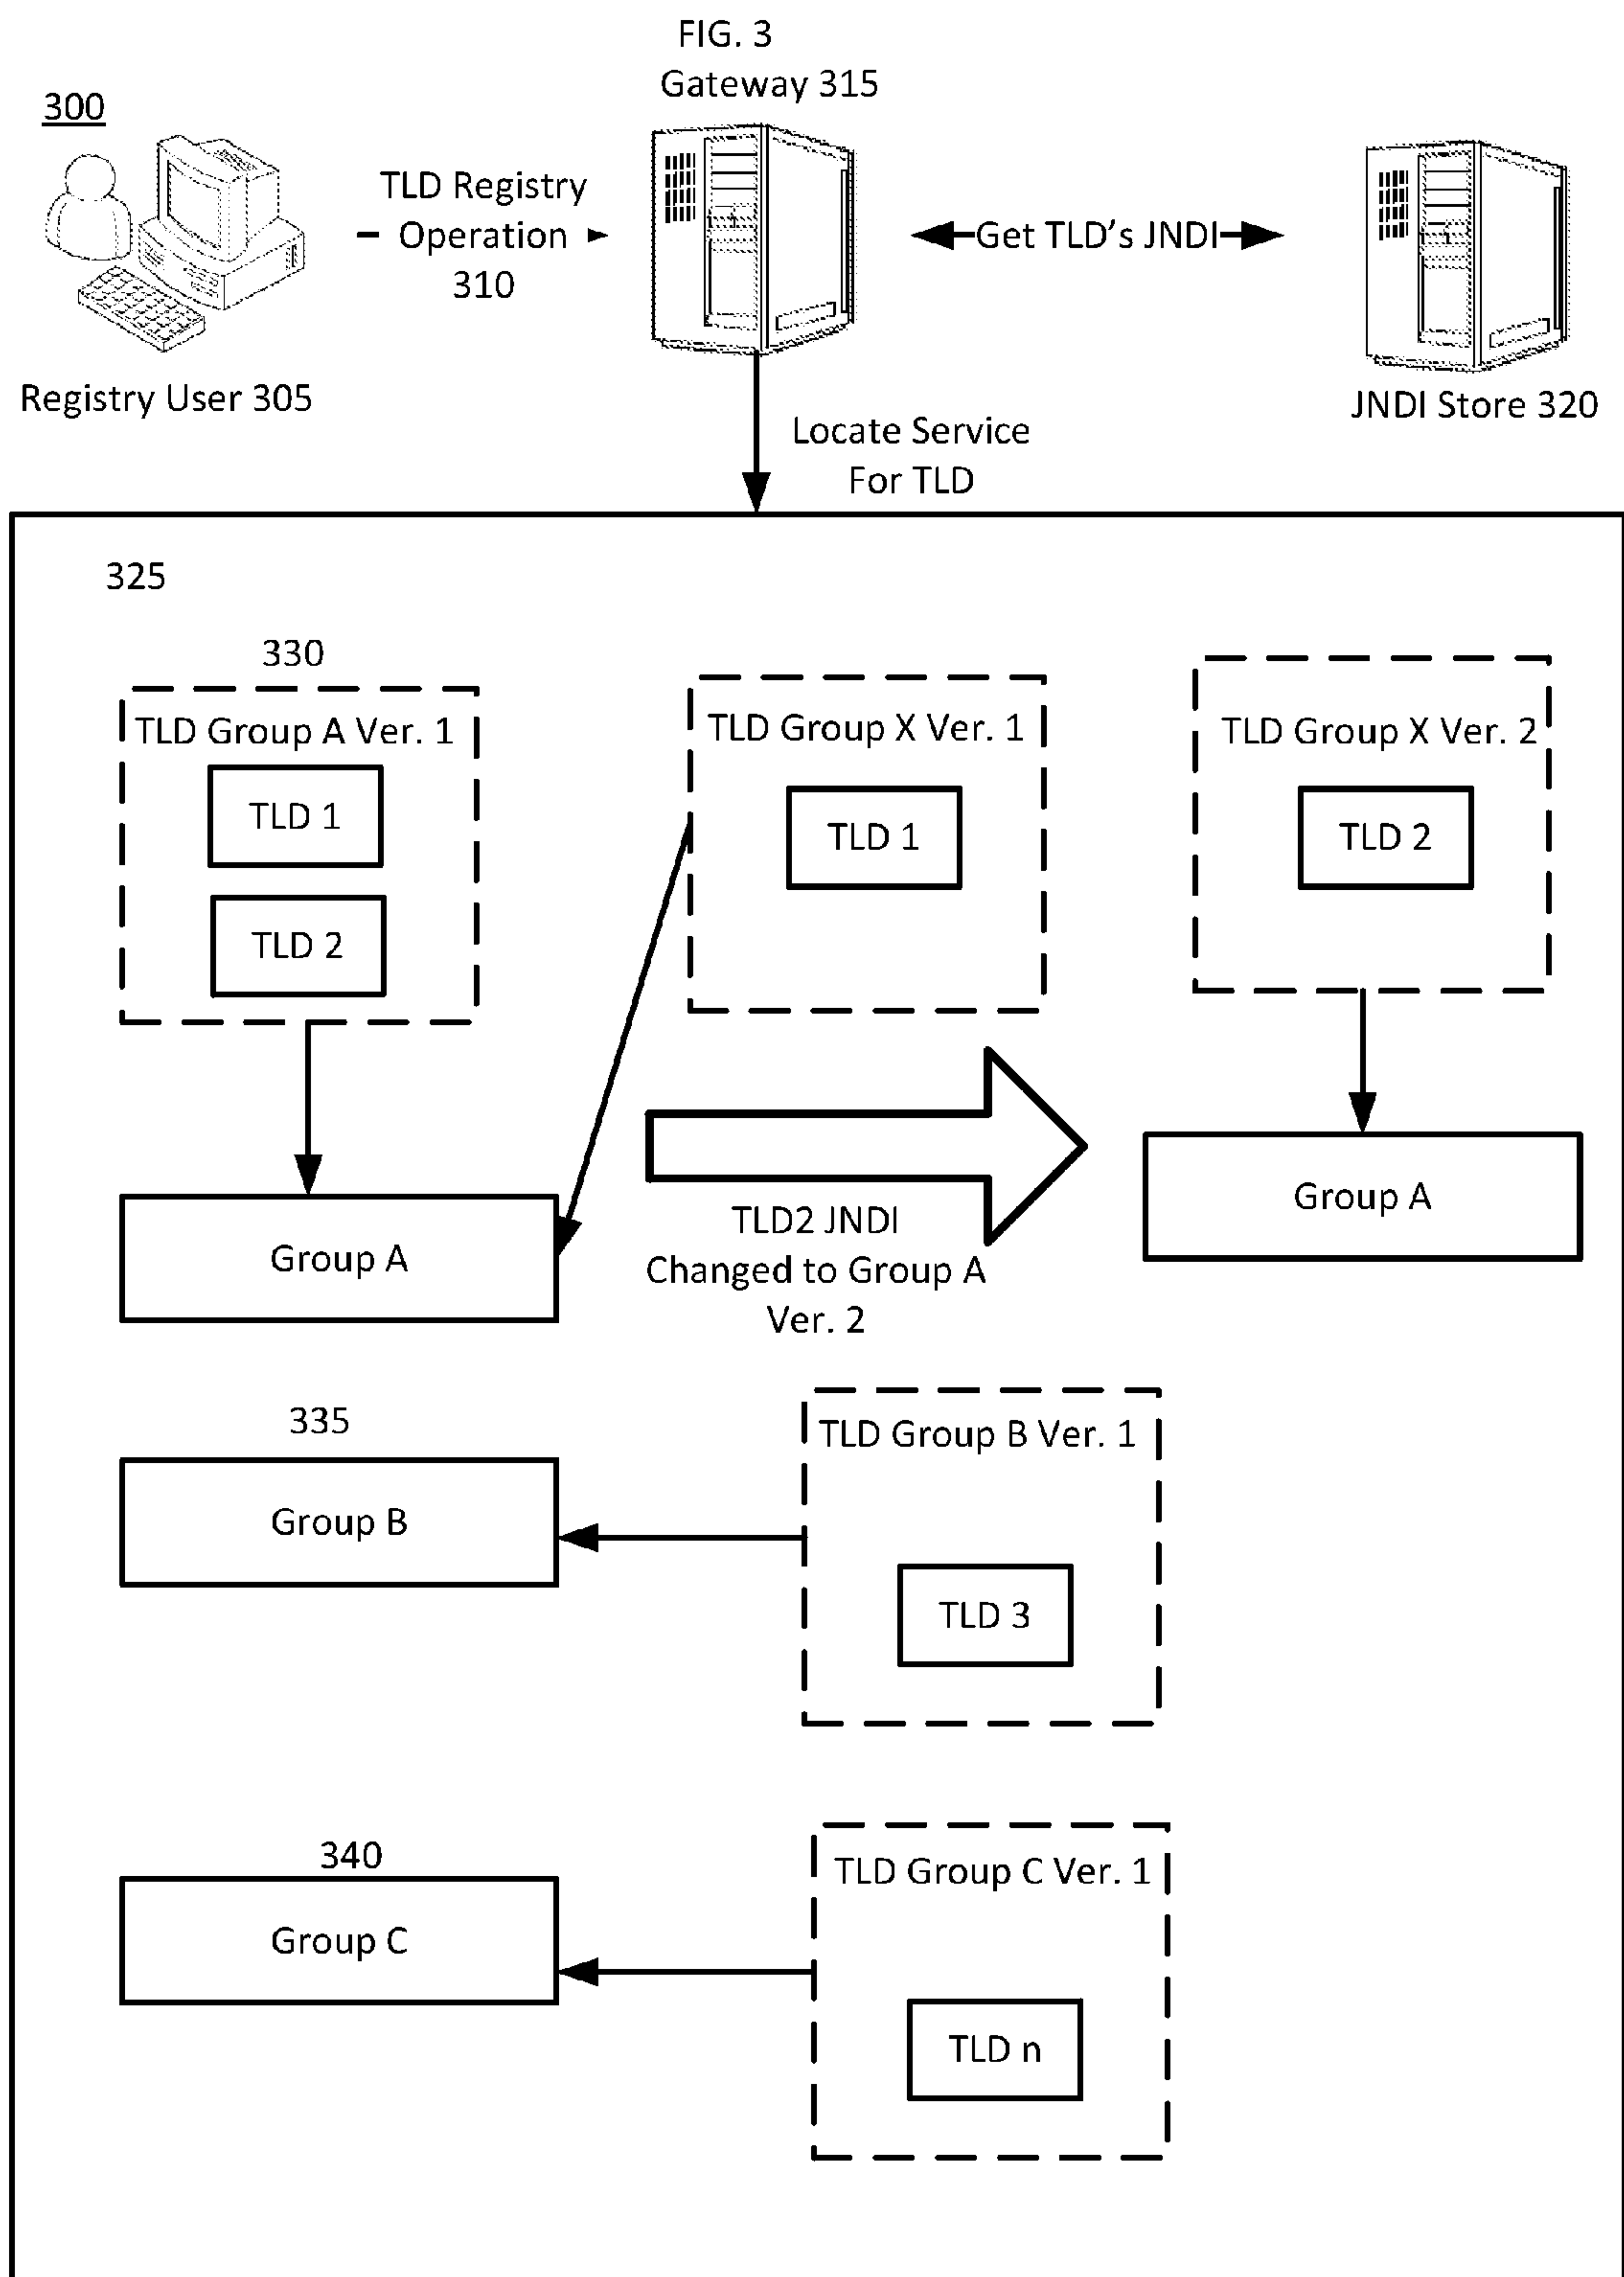 FIG. 3
Gateway 315
300
TLD Registry
Operation
310
Get TLD's JNDI
Registry User 305
JNDI Store 320
Locate Service
For TLD
325
330
TLD Group A Ver. 1
TLD 1
TLD 2
TLD Group X Ver. 1
TLD 1
TLD Group X Ver. 2
TLD 2
Group A
TLD2 JNDI
Changed to Group A
Ver. 2
Group A
335
Group B
TLD Group B Ver. 1
TLD 3
340
Group C
TLD Group C Ver. 1
TLD n